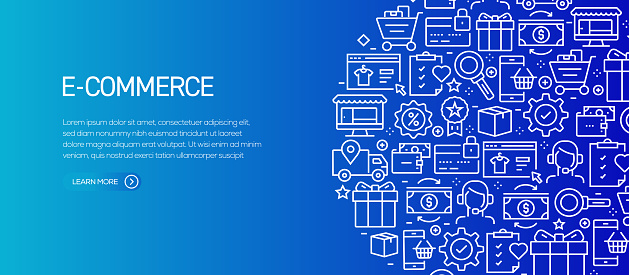 E-COMMERCE
Lorem ipsum dolor sit amet, consectetuer adipiscing elit,
sed diam nonummy nibh euismod tincidunt ut laoreet
dolore magna aliquam erat volutpat. Ut wisi enim ad minim
veniam, quis nostrud exerci tation ullamcorper suscipit
LEARN MORE